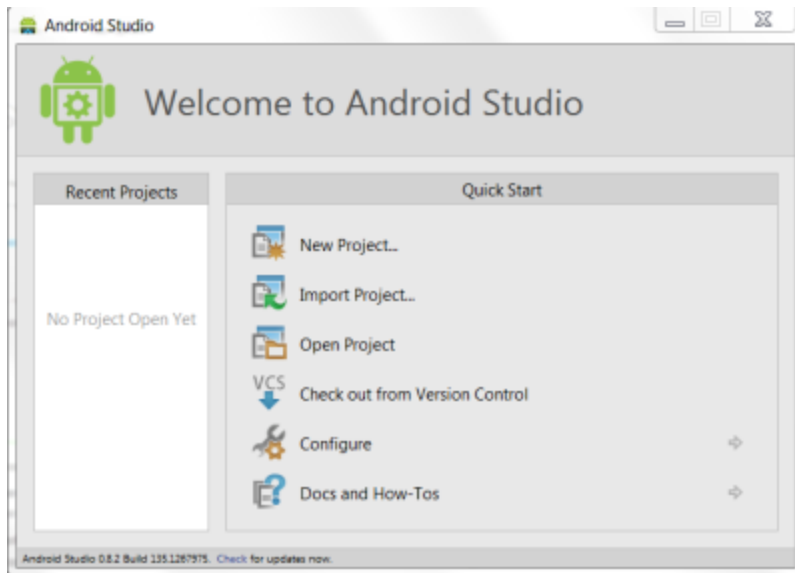 Android Studio
Welcome to Android Studio
Recent Projects
No Project Open Yet
Quick Start
New Project...
Import Project...
Open Project
VCS
Check out from Version Control
Configure
Docs and How-Tos
Android Studio 0.8.2 Build 135.1267975. Check for updates now.